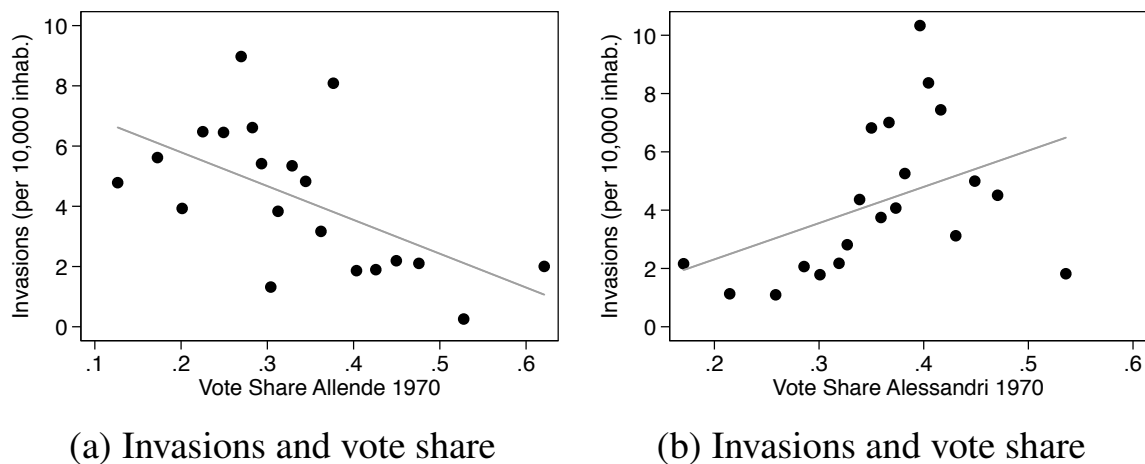 Invasions (per 10,000 inhab.)
10
8
6
4
2
0
.1 .2 .3 .4 .5 .6
Vote Share Allende 1970
(a) Invasions and vote share
Invasions (per 10,000 inhab.)
10
8
6
4
2
0
.2 .3 .4 .5 .6
Vote Share Alessandri 1970
(b) Invasions and vote share